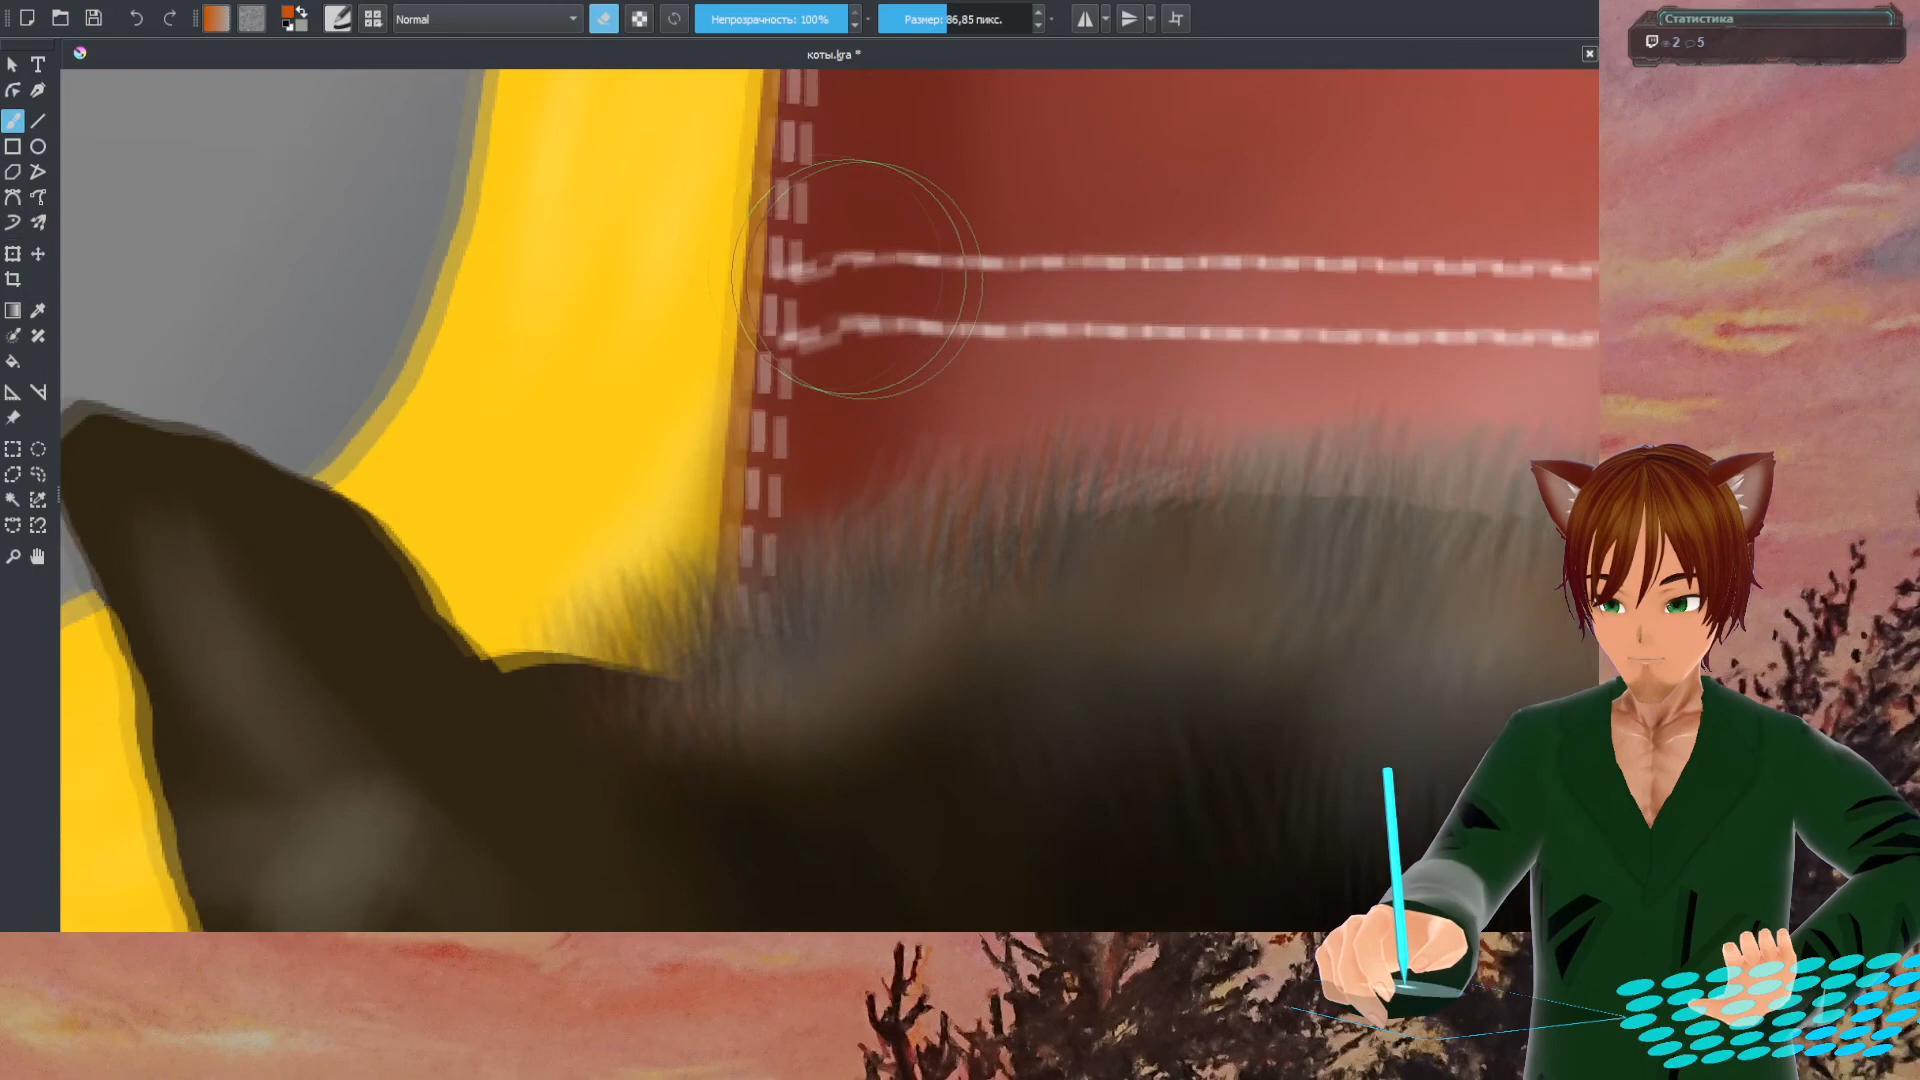 Normal
Непрозрачность: 100%
Размер: 86,85 пикс.
Статистика
коты.kra *
2 5